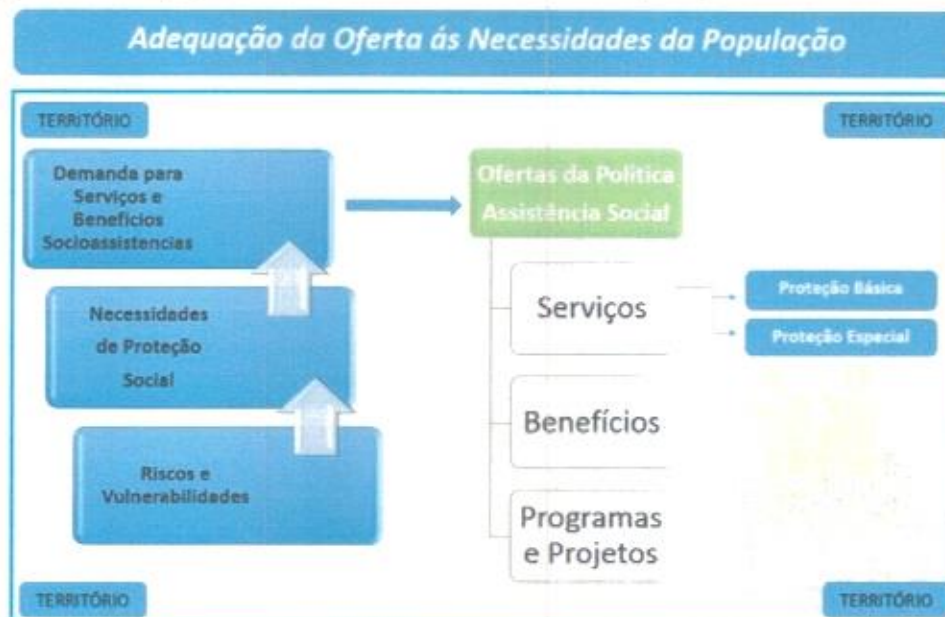 Adequação da Oferta ás Necessidades da População
TERRITÓRIO
TERRITÓRIO
Demanda para
Serviços e
Benefícios
Socioassistencias
Ofertas da Política
Assistência Social
Necessidades
de Proteção
Social
Serviços
Proteção Básica
Proteção Especial
Benefícios
Riscos e
Vulnerabilidades
Programas
e Projetos
TERRITÓRIO
TERRITÓRIO